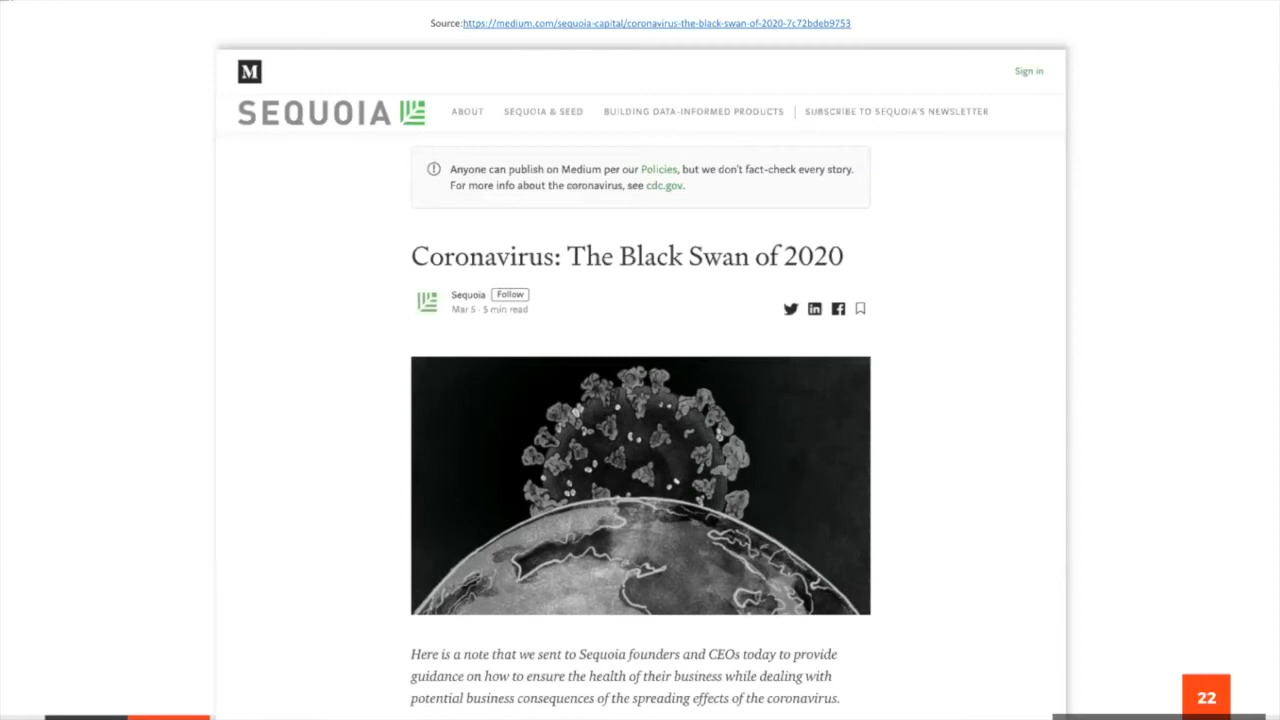 Source:https://medium.com/sequoia-capital/coronavirus-the-black-swan-of-2020-7c72bdeb9753
M
Sign in
SEQUOIA
ABOUT SEQUOIA & SEED BUILDING DATA-INFORMED PRODUCTS SUBSCRIBE TO SEQUOIA'S NEWSLETTER
Anyone can publish on Medium per our Policies, but we don't fact-check every story.
For more info about the coronavirus, see cdc.gov.
Coronavirus: The Black Swan of 2020
Sequoia Follow
Mar 5 · 5 min read
Here is a note that we sent to Sequoia founders and CEOs today to provide
guidance on how to ensure the health of their business while dealing with
potential business consequences of the spreading effects of the coronavirus.
22